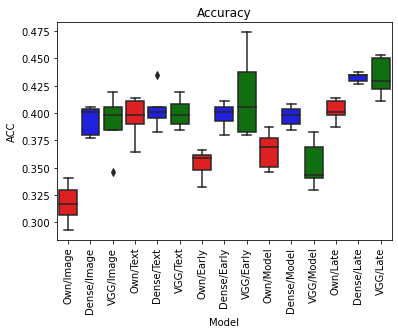 Accuracy
ACC
0.475
0.450
0.425
0.400
0.375
0.350
0.325
0.300
Own/Image
Dense/Image
VGG/Image
Own/Text
Dense/Text
VGG/Text
Own/Early
Dense/Early
VGG/Early
Own/Model
Dense/Model
VGG/Model
Own/Late
Dense/Late
VGG/Late
Model